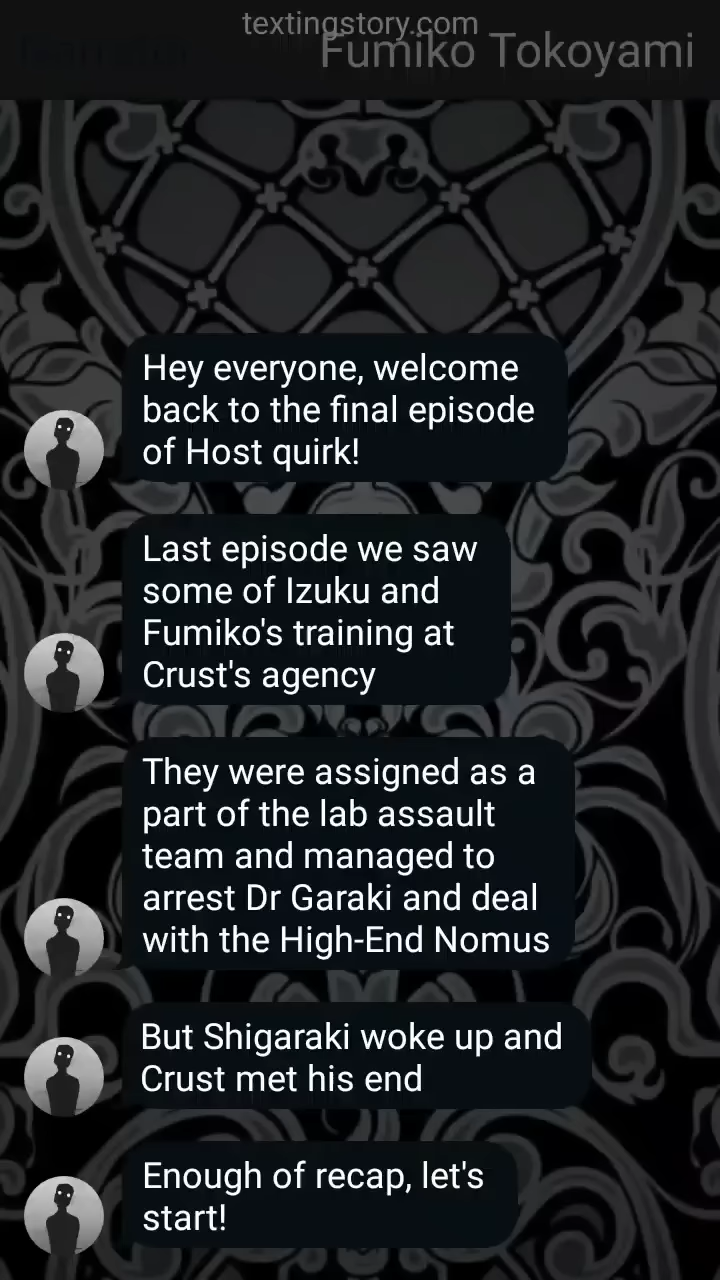 textingstory.com
Fumiko Tokoyami
Hey everyone, welcome
back to the final episode
of Host quirk!
Last episode we saw
some of Izuku and
Fumiko's training at
Crust's agency
They were assigned as a
part of the lab assault
team and managed to
arrest Dr Garaki and deal
with the High-End Nomus
But Shigaraki woke up and
Crust met his end
Enough of recap, let's
start!